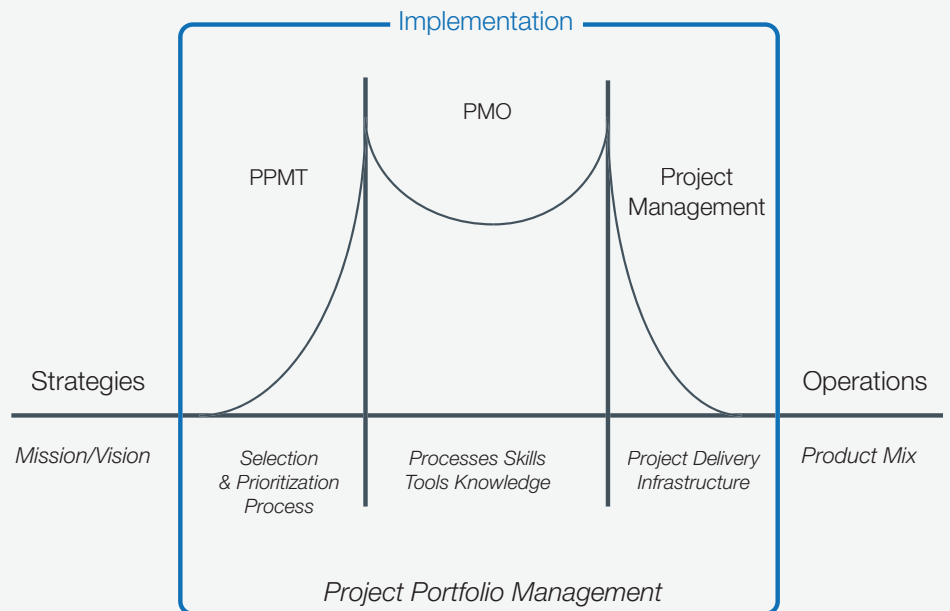 Implementation
PMO
PPMT
Project
Management
Strategies
Operations
Mission/Vision
Selection
& Prioritization
Process
Processes Skills
Tools Knowledge
Project Delivery
Infrastructure
Product Mix
Project Portfolio Management